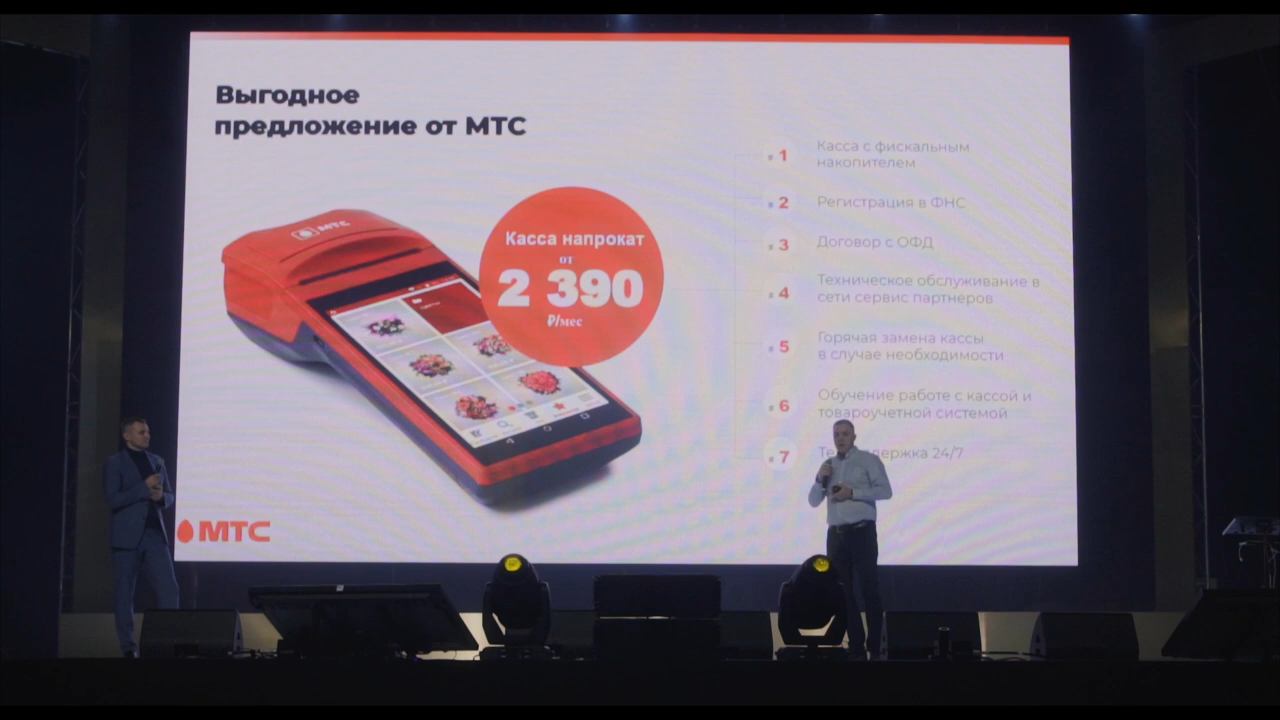 Выгодное
предложение от МТС
МТС
Касса напрокат
от
2 390
₽/мес
# 1 Касса с фискальным
накопителем
# 2 Регистрация в ФНС
# 3 Договор с ОФД
# 4 Техническое обслуживание в
сети сервис партнеров
# 5 Горячая замена кассы
в случае необходимости
# 6 Обучение работе с кассой и
товароучетной системой
# 7 24/7
МТС